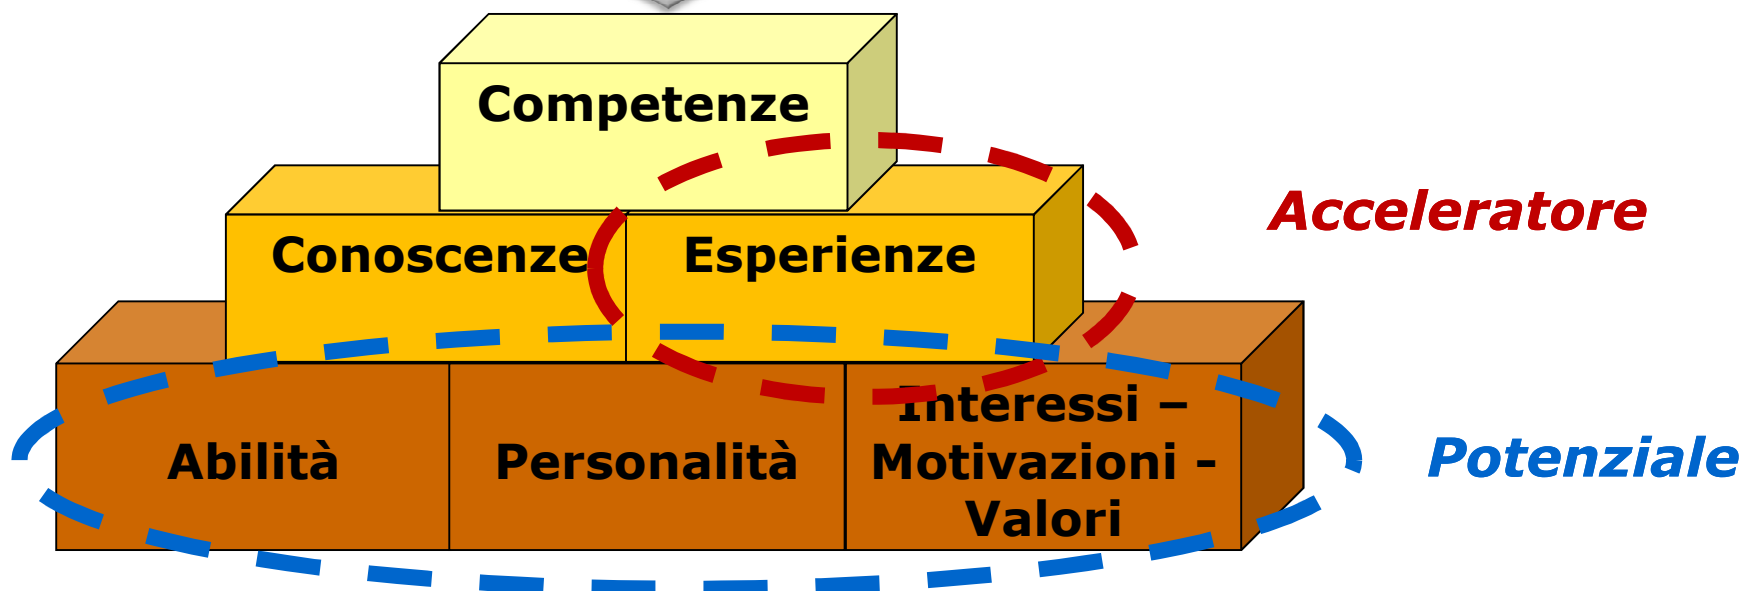 Competenze
Acceleratore
Conoscenze
Esperienze
Abilità
Personalità
Interessi –
Motivazioni -
Valori
Potenziale